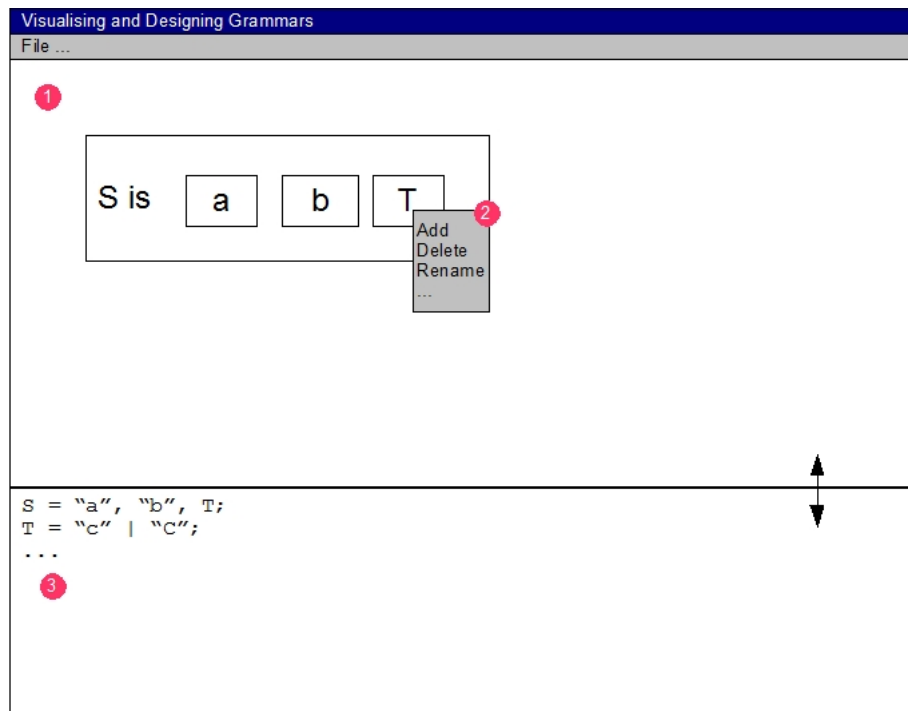 Visualising and Designing Grammars
File ...
1
S is a b T
2
Add
Delete
Rename
...
S = “a”, “b”, T;
T = “c” | “C”;
...
3